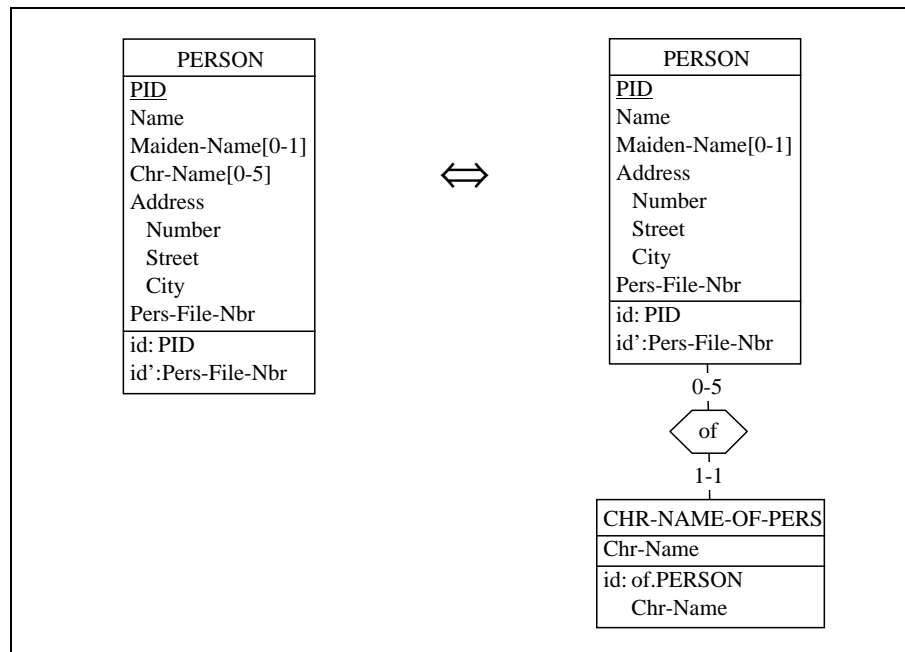 PERSON
PID
Name
Maiden-Name[0-1]
Chr-Name[0-5]
Address
Number
Street
City
Pers-File-Nbr
id: PID
id':Pers-File-Nbr
⇔
PERSON
PID
Name
Maiden-Name[0-1]
Address
Number
Street
City
Pers-File-Nbr
id: PID
id':Pers-File-Nbr
0-5
of
1-1
CHR-NAME-OF-PERS
Chr-Name
id: of.PERSON
Chr-Name